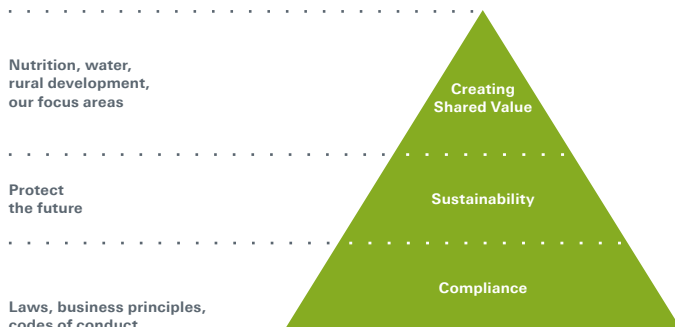 Nutrition, water,
rural development,
our focus areas
Creating
Shared Value
Protect
the future
Sustainability
Compliance
Laws, business principles,
codes of conduct